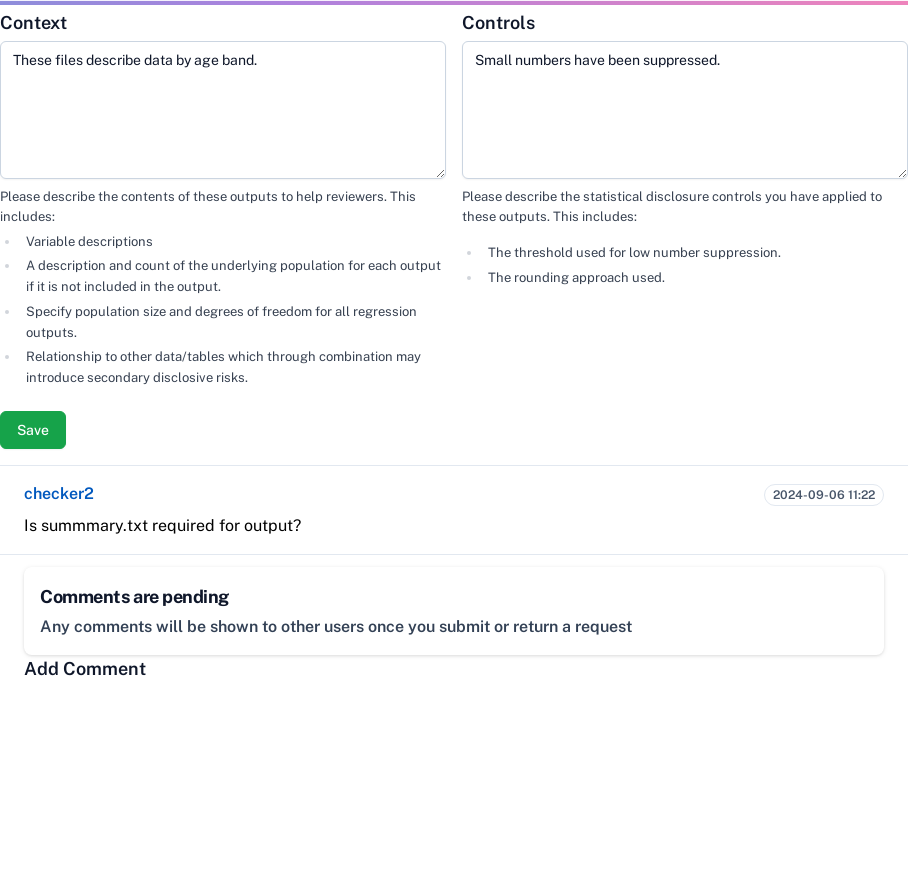 Context
These files describe data by age band.
Please describe the contents of these outputs to help reviewers. This
includes:
Variable descriptions
A description and count of the underlying population for each output
if it is not included in the output.
Specify population size and degrees of freedom for all regression
outputs.
Relationship to other data/tables which through combination may
introduce secondary disclosive risks.
Controls
Small numbers have been suppressed.
Please describe the statistical disclosure controls you have applied to
these outputs. This includes:
The threshold used for low number suppression.
The rounding approach used.
Save
checker2
2024-09-06 11:22
Is summmary.txt required for output?
Comments are pending
Any comments will be shown to other users once you submit or return a request
Add Comment